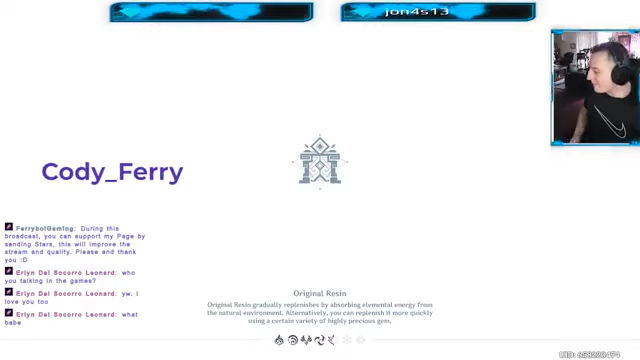 jon4s13
Cody_Ferry
FerryboiGaming: During this
broadcast, you can support my Page by
sending Stars, this will improve the
stream and quality. Please and thank
you :D
Erlyn Del Socorro Leonard: who
you talking in the games?
Erlyn Del Socorro Leonard: yw. I
love you too
Erlyn Del Socorro Leonard: what
babe
Original Resin
Original Resin gradually replenishes by absorbing elemental energy from
the natural environment. Alternatively, you can replenish it more quickly
using a certain variety of highly precious gem.